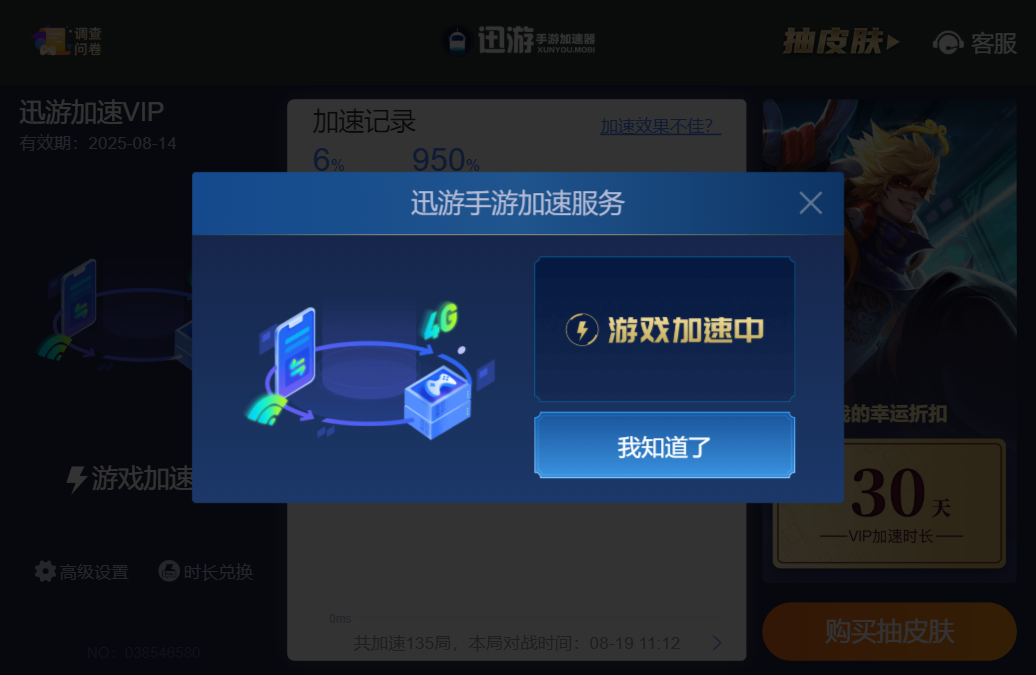 调查
问卷
迅游手游加速器
XUNYOU.MOBI
抽皮肤
客服
迅游加速VIP
有效期：2025-08-14
加速记录
加速效果不佳？
6%
950%
迅游手游加速服务
4G
游戏加速中
我知道了
我的幸运折扣
30天
VIP加速时长
游戏加速
高级设置
时长兑换
0ms
共加速135局，本局对战时间：08-19 11:12
购买抽皮肤
NO：038546580